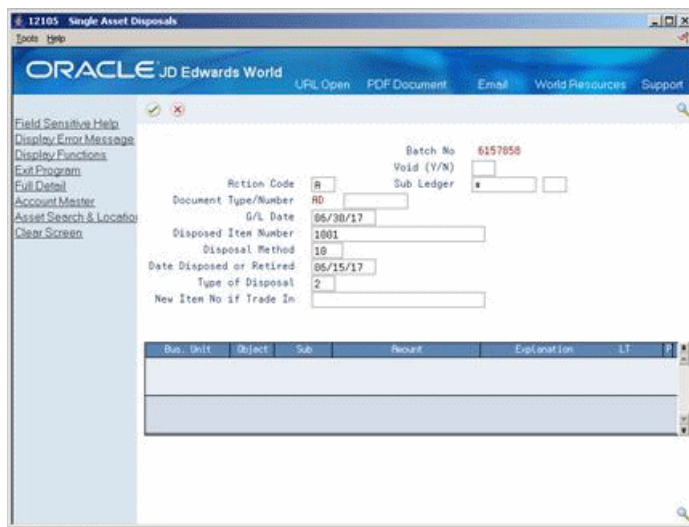 12105 Single Asset Disposals
Tools Help
ORACLE JD Edwards World
URL Open PDF Document Email World Resources Support
Field Sensitive Help
Display Error Message
Display Functions
Exit Program
Full Detail
Account Master
Asset Search & Locatio
Clear Screen
Batch No 6157858
Void (Y/N)
Action Code A Sub Ledger *
Document Type/Number AD
G/L Date 06/30/17
Disposed Item Number 1001
Disposal Method 10
Date Disposed or Retired 06/15/17
Type of Disposal 2
New Item No if Trade In
Bus. Unit Object Sub Amount Explanation LT P